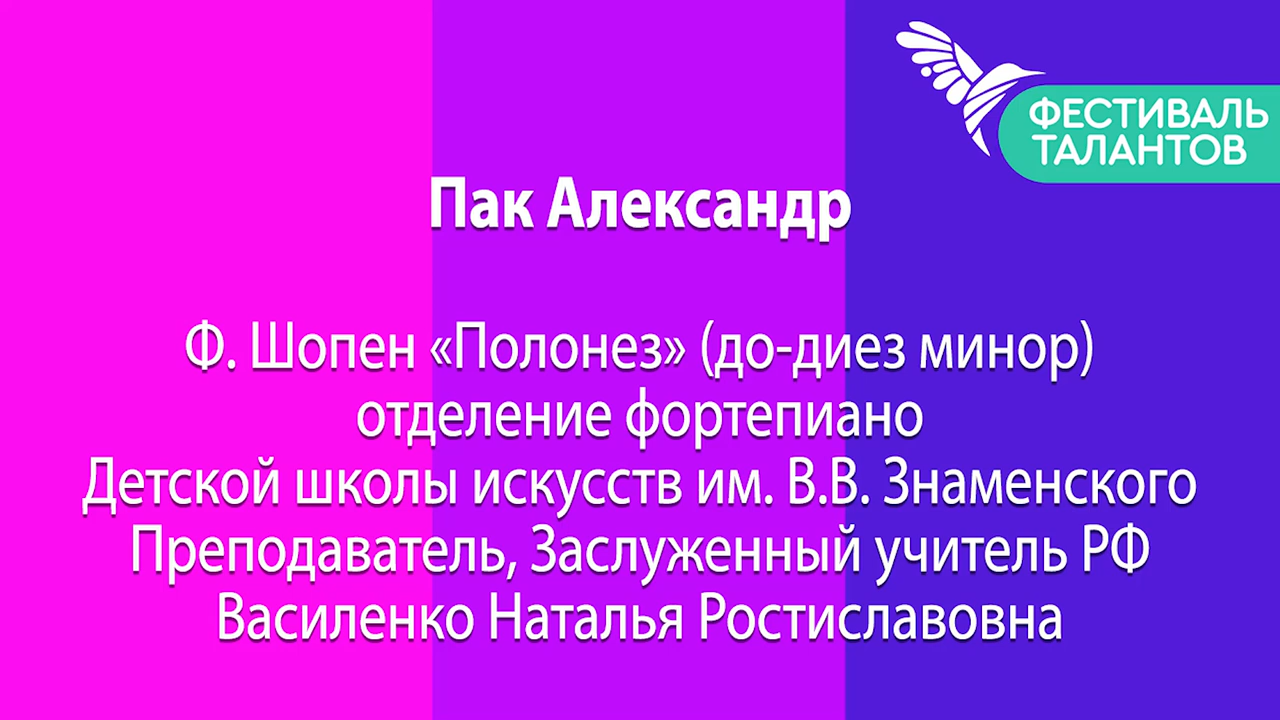 ФЕСТИВАЛЬ
ТАЛАНТОВ
Пак Александр
Ф. Шопен «Полонез» (до-диез минор)
отделение фортепиано
Детской школы искусств им. В.В. Знаменского
Преподаватель, Заслуженный учитель РФ
Василенко Наталья Ростиславовна